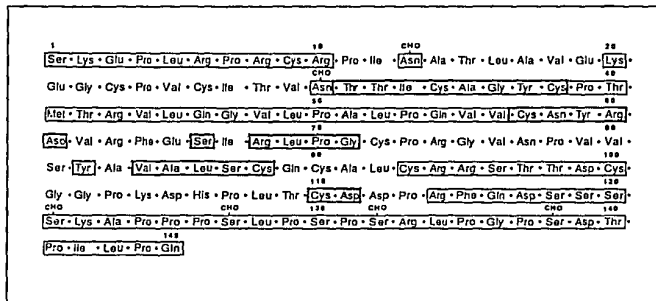 1 10 CHO 20
Ser • Lys • Glu • Pro • Leu • Arg • Pro • Arg • Cys • Arg • Pro • Ile • Asn • Ala • Thr • Leu • Ala • Val • Glu • Lys •
CHO 40
Glu • Gly • Cys • Pro • Val • Cys • Ile • Thr • Val • Asn • Thr • Thr • Ile • Cys • Ala • Gly • Tyr • Cys • Pro • Thr •
50 60
Met • Thr • Arg • Val • Leu • Gln • Gly • Val • Leu • Pro • Ala • Leu • Pro • Gln • Val • Val • Cys • Asn • Tyr • Arg •
70 80
Asp • Val • Arg • Phe • Glu • Ser • Ile • Arg • Leu • Pro • Gly • Cys • Pro • Arg • Gly • Val • Asn • Pro • Val • Val •
90 100
Ser • Tyr • Ala • Val • Ala • Leu • Ser • Cys • Gln • Cys • Ala • Leu • Cys • Arg • Arg • Ser • Thr • Thr • Asp • Cys •
110 120
Gly • Gly • Pro • Lys • Asp • His • Pro • Leu • Thr • Cys • Asp • Asp • Pro • Arg • Phe • Gln • Asp • Ser • Ser • Ser •
CHO CHO 130 CHO CHO 140
Ser • Lys • Ala • Pro • Pro • Pro • Ser • Leu • Pro • Ser • Pro • Ser • Arg • Leu • Pro • Gly • Pro • Ser • Asp • Thr •
145
Pro • Ile • Leu • Pro • Gln